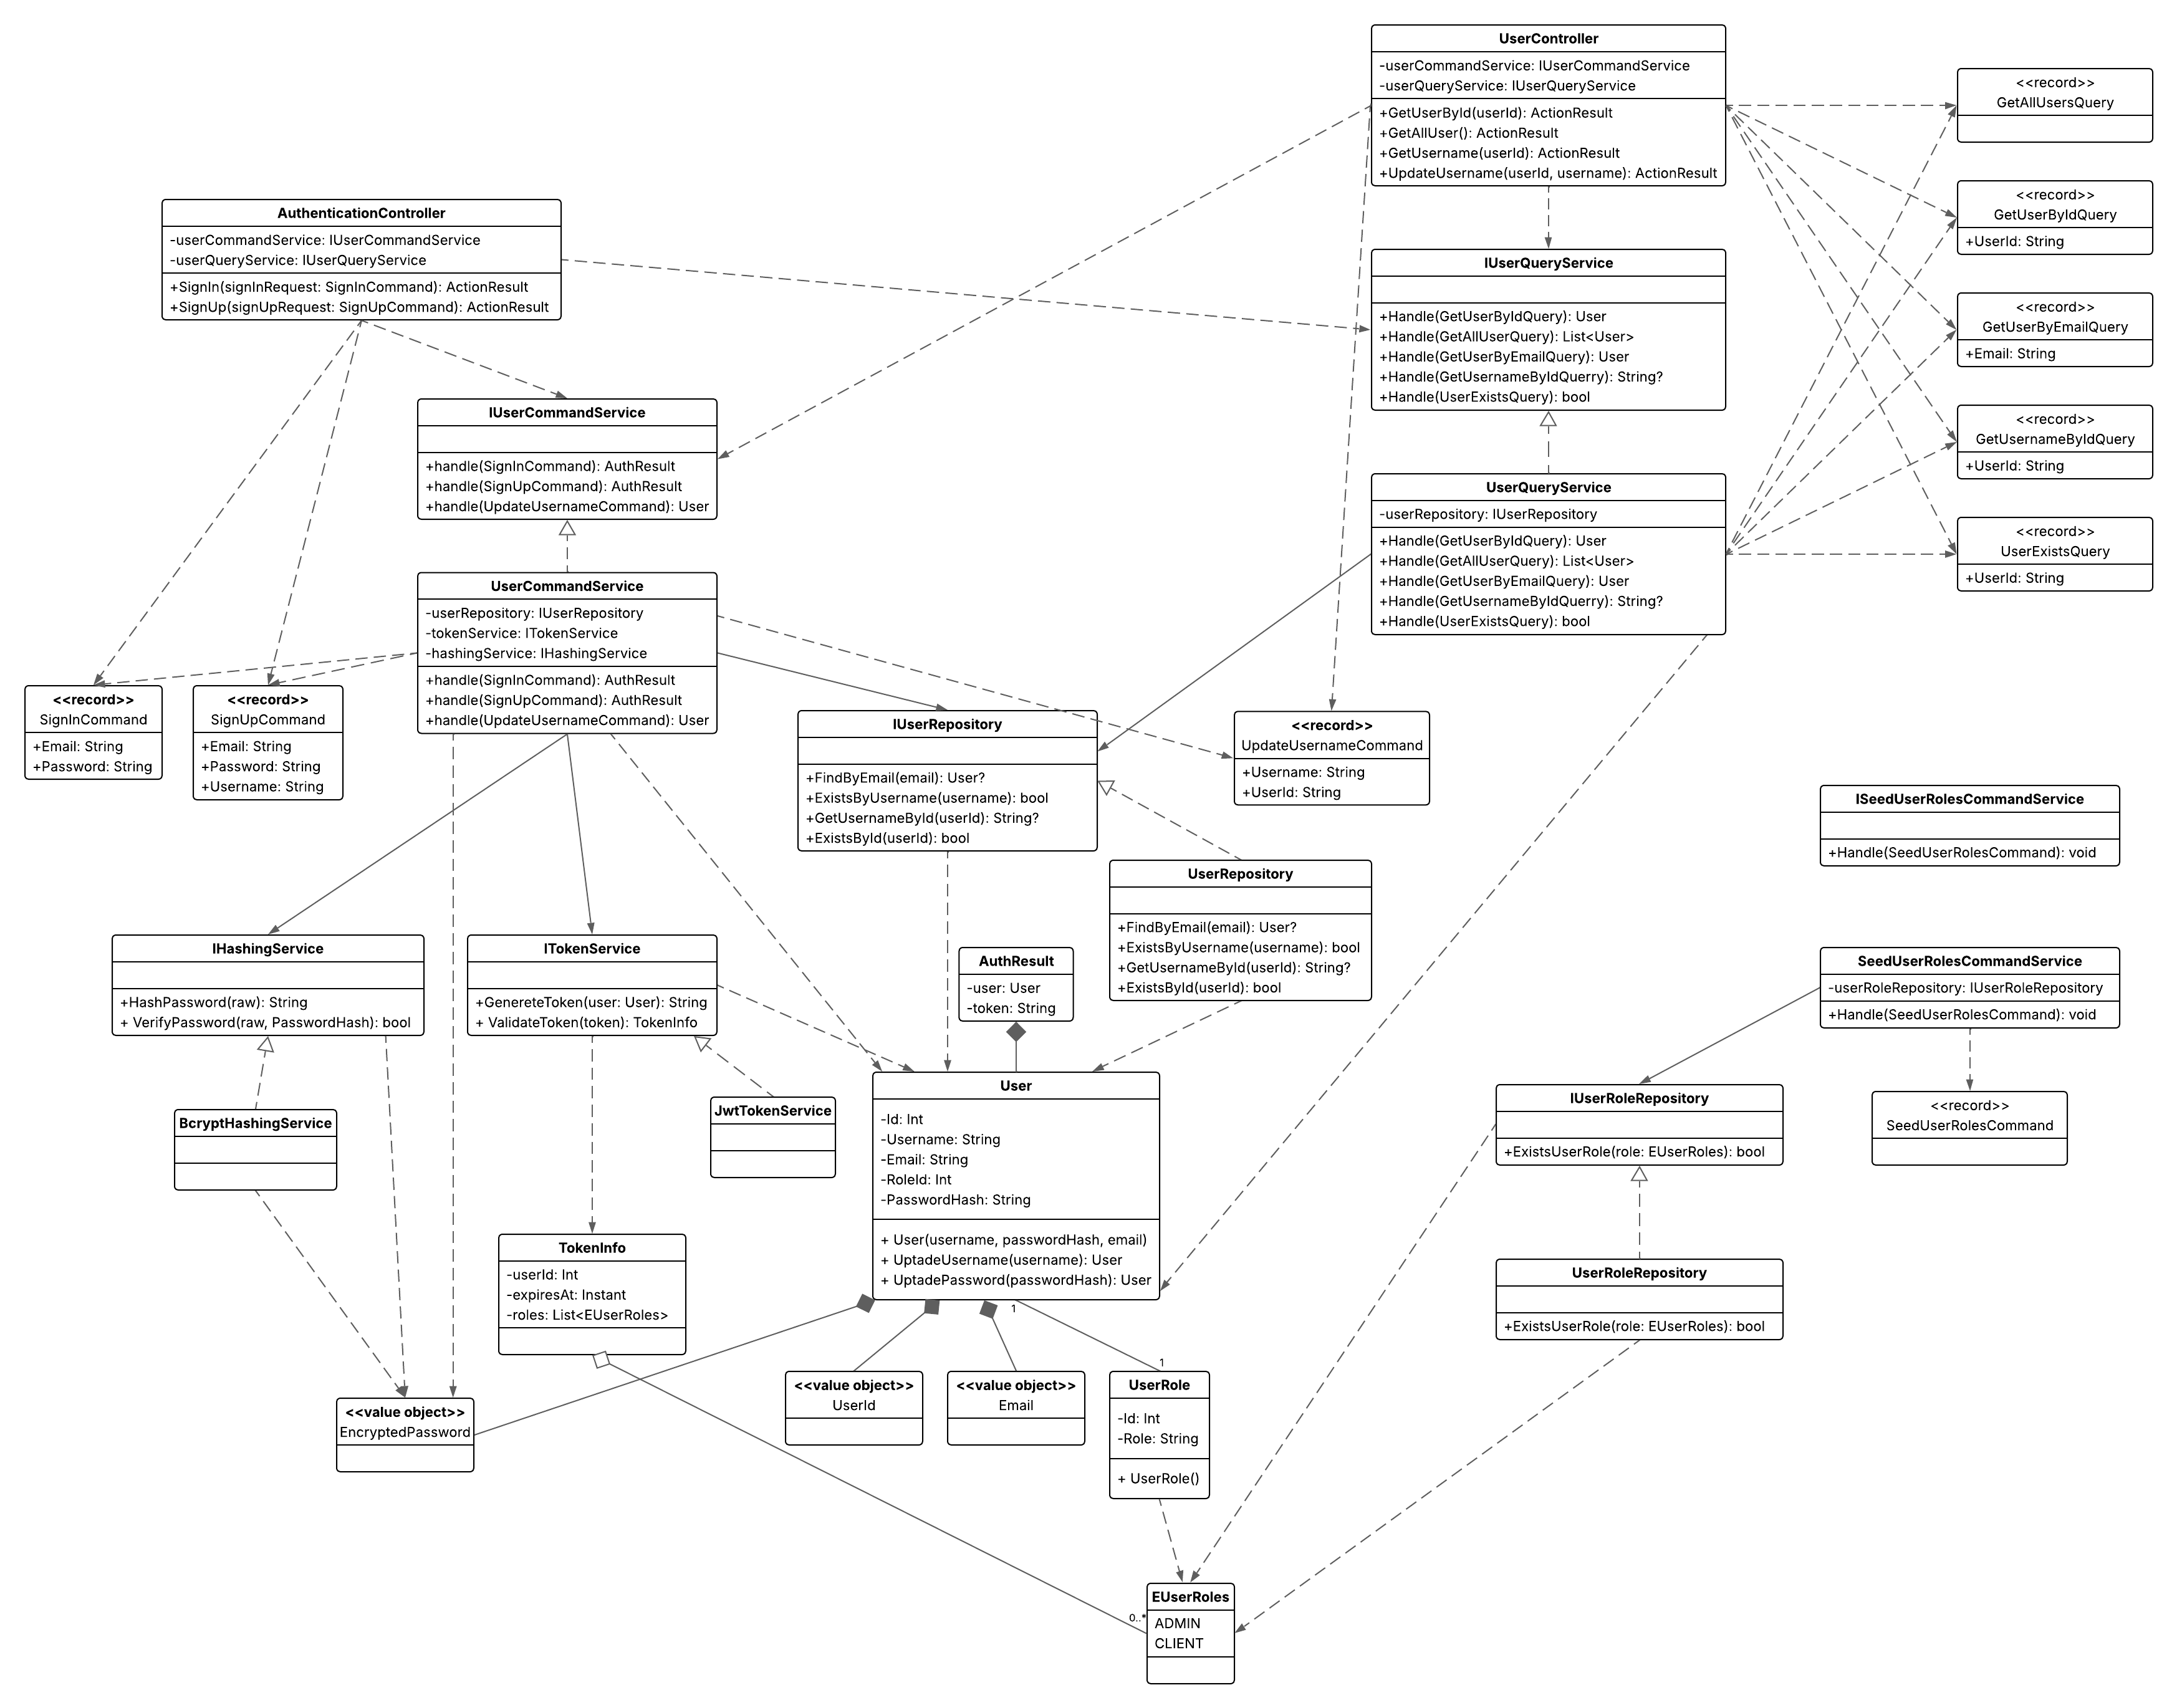 UserController
-userCommandService: IUserCommandService
-userQueryService: IUserQueryService
+GetUserById(userId): ActionResult
+GetAllUser(): ActionResult
+GetUsername(userId): ActionResult
+UpdateUsername(userId, username): ActionResult
<<record>>
GetAllUsersQuery
<<record>>
GetUserByIdQuery
+UserId: String
<<record>>
GetUserByEmailQuery
+Email: String
<<record>>
GetUsernameByIdQuery
+UserId: String
<<record>>
UserExistsQuery
+UserId: String
AuthenticationController
-userCommandService: IUserCommandService
-userQueryService: IUserQueryService
+SignIn(signInRequest: SignInCommand): ActionResult
+SignUp(signUpRequest: SignUpCommand): ActionResult
IUserQueryService
+Handle(GetUserByIdQuery): User
+Handle(GetAllUserQuery): List<User>
+Handle(GetUserByEmailQuery): User
+Handle(GetUsernameByIdQuerry): String?
+Handle(UserExistsQuery): bool
IUserCommandService
+handle(SignInCommand): AuthResult
+handle(SignUpCommand): AuthResult
+handle(UpdateUsernameCommand): User
UserQueryService
-userRepository: IUserRepository
+Handle(GetUserByIdQuery): User
+Handle(GetAllUserQuery): List<User>
+Handle(GetUserByEmailQuery): User
+Handle(GetUsernameByIdQuerry): String?
+Handle(UserExistsQuery): bool
UserCommandService
-userRepository: IUserRepository
-tokenService: ITokenService
-hashingService: IHashingService
+handle(SignInCommand): AuthResult
+handle(SignUpCommand): AuthResult
+handle(UpdateUsernameCommand): User
<<record>>
SignInCommand
+Email: String
+Password: String
<<record>>
SignUpCommand
+Email: String
+Password: String
+Username: String
IUserRepository
+FindByEmail(email): User?
+ExistsByUsername(username): bool
+GetUsernameById(userId): String?
+ExistsById(userId): bool
<<record>>
UpdateUsernameCommand
+Username: String
+UserId: String
ISeedUserRolesCommandService
+Handle(SeedUserRolesCommand): void
UserRepository
+FindByEmail(email): User?
+ExistsByUsername(username): bool
+GetUsernameById(userId): String?
+ExistsById(userId): bool
IHashingService
+HashPassword(raw): String
+ VerifyPassword(raw, PasswordHash): bool
ITokenService
+GenereteToken(user: User): String
+ ValidateToken(token): TokenInfo
AuthResult
-user: User
-token: String
SeedUserRolesCommandService
-userRoleRepository: IUserRoleRepository
+Handle(SeedUserRolesCommand): void
User
-Id: Int
-Username: String
-Email: String
-RoleId: Int
-PasswordHash: String
+ User(username, passwordHash, email)
+ UptadeUsername(username): User
+ UptadePassword(passwordHash): User
IUserRoleRepository
+ExistsUserRole(role: EUserRoles): bool
<<record>>
SeedUserRolesCommand
BcryptHashingService
JwtTokenService
TokenInfo
-userId: Int
-expiresAt: Instant
-roles: List<EUserRoles>
UserRoleRepository
+ExistsUserRole(role: EUserRoles): bool
1
1
<<value object>>
EncryptedPassword
<<value object>>
UserId
<<value object>>
Email
UserRole
-Id: Int
-Role: String
+ UserRole()
0..*
EUserRoles
ADMIN
CLIENT